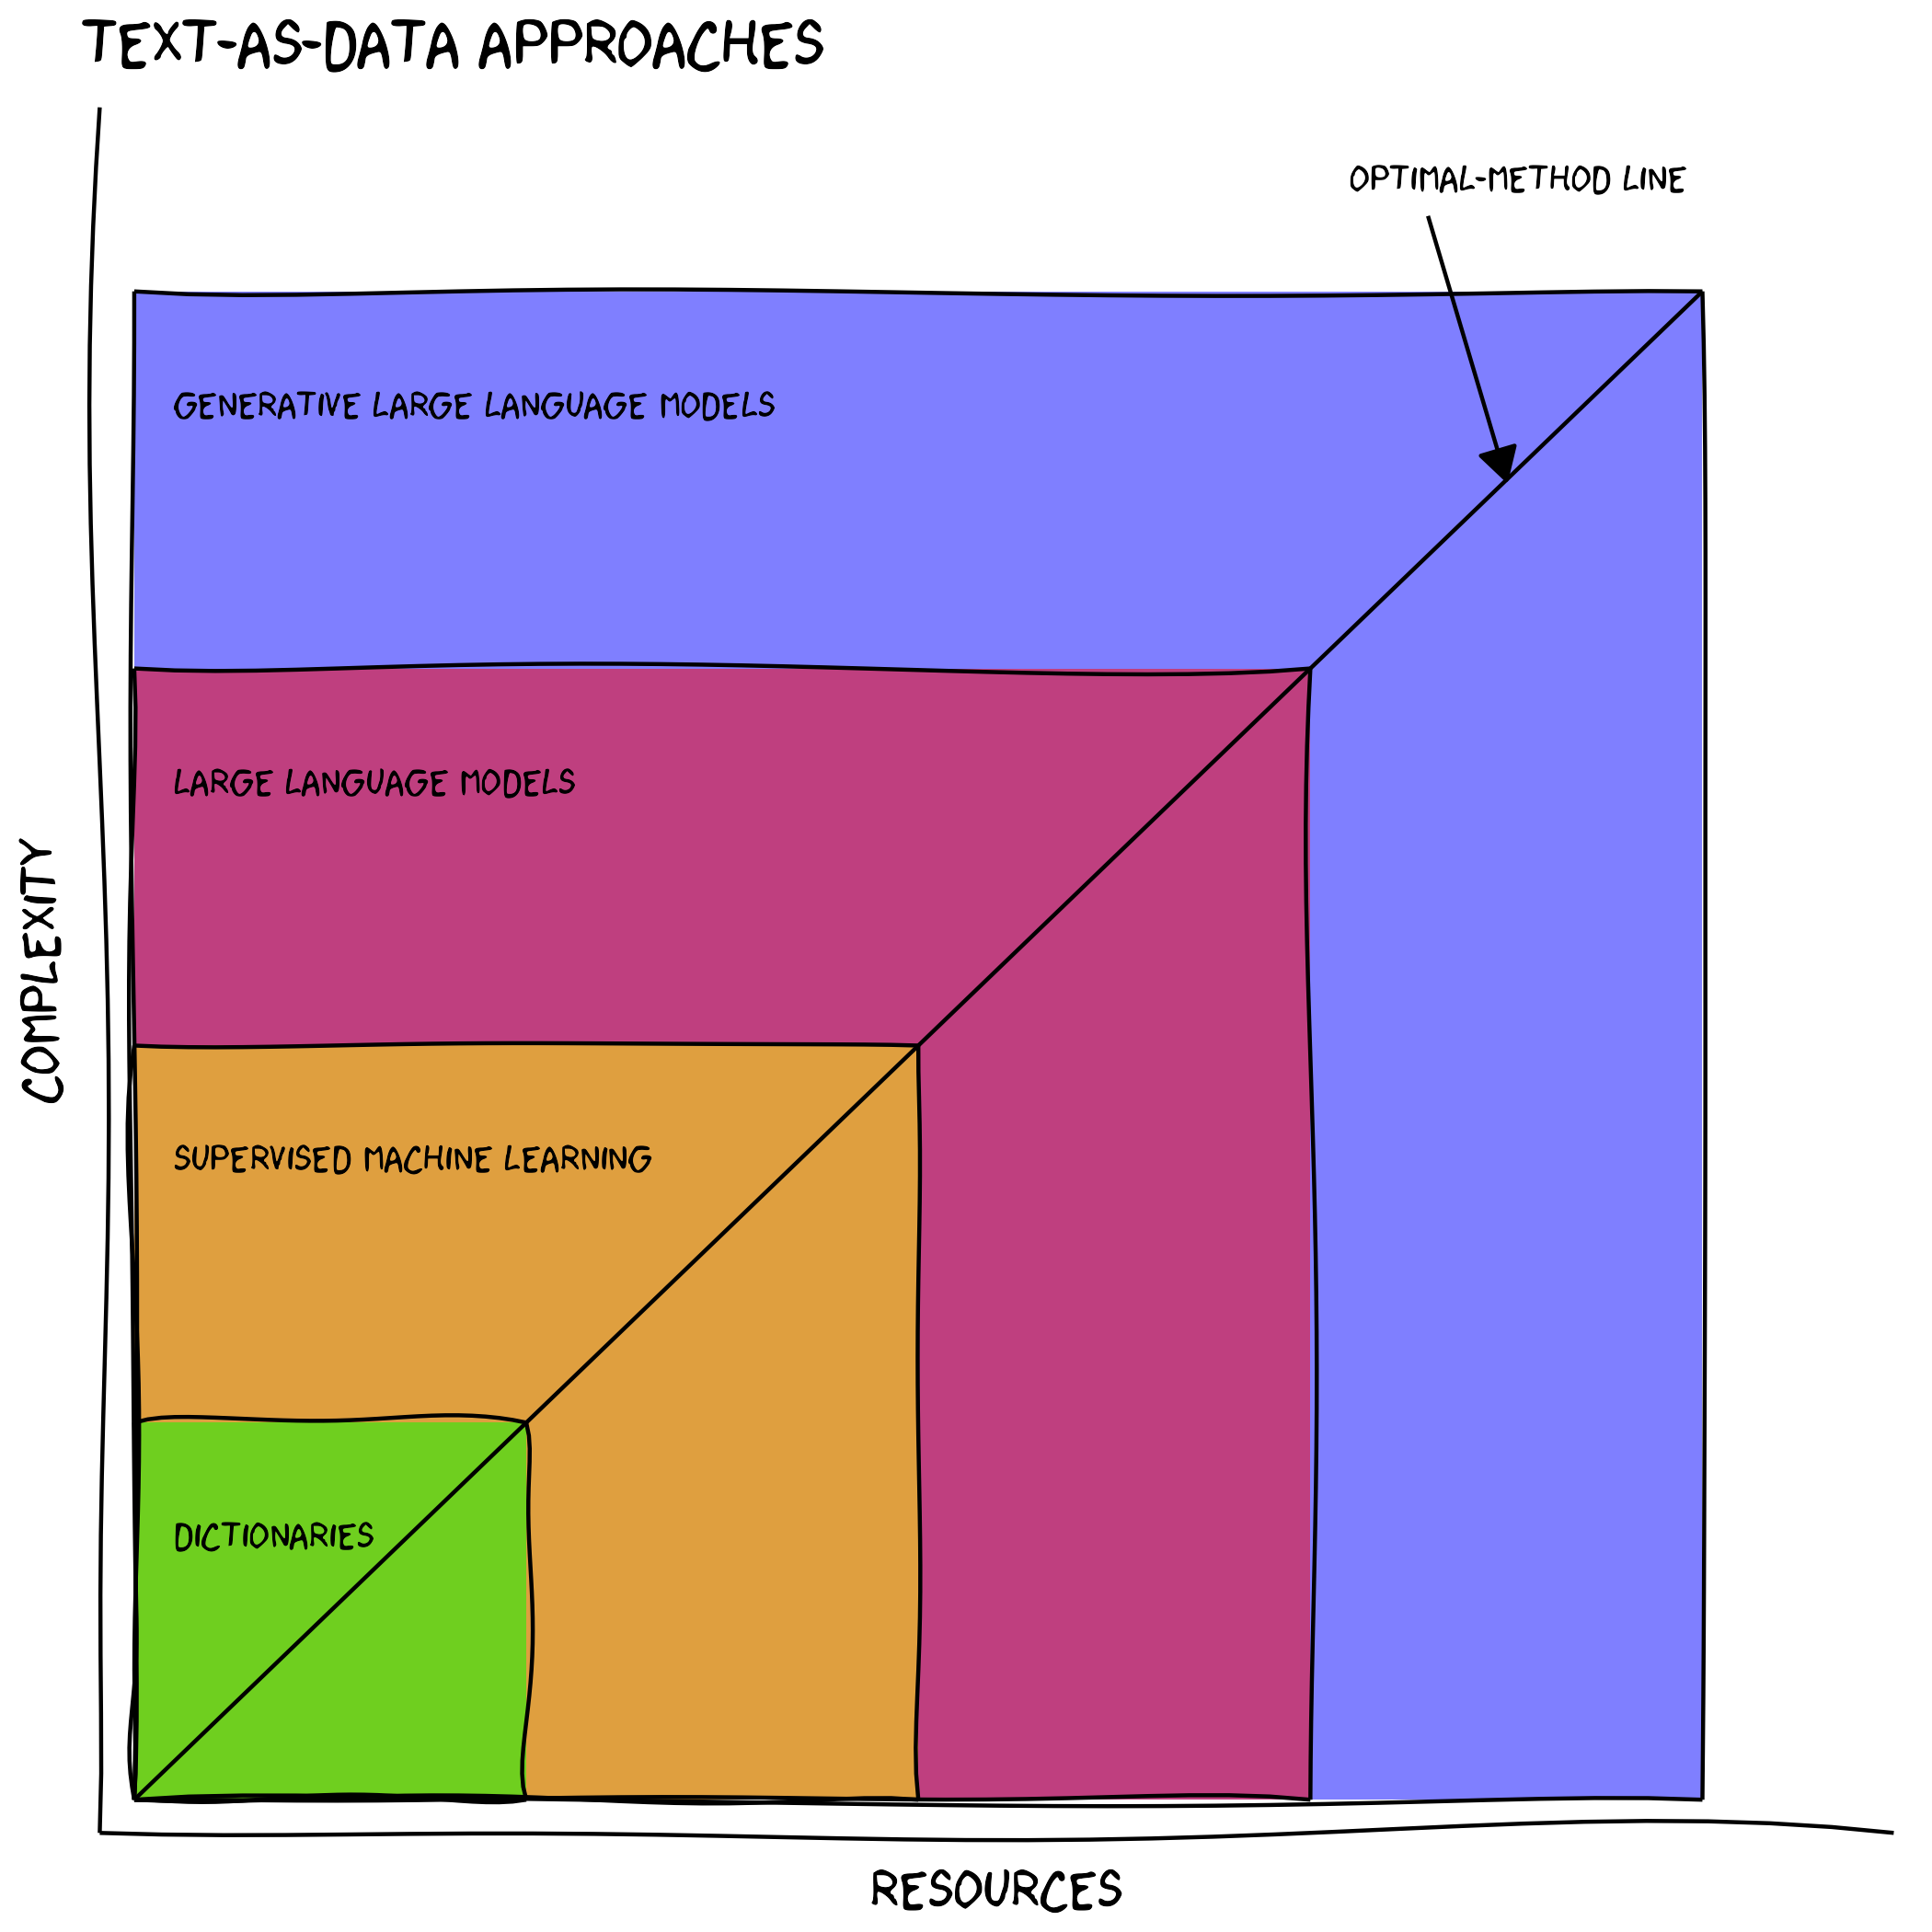 TEXT-AS-DATA APPROACHES
OPTIMAL-METHOD LINE
GENERATIVE LARGE LANGUAGE MODELS
LARGE LANGUAGE MODELS
COMPLEXITY
SUPERVISED MACHINE LEARNING
DICTIONARIES
RESOURCES